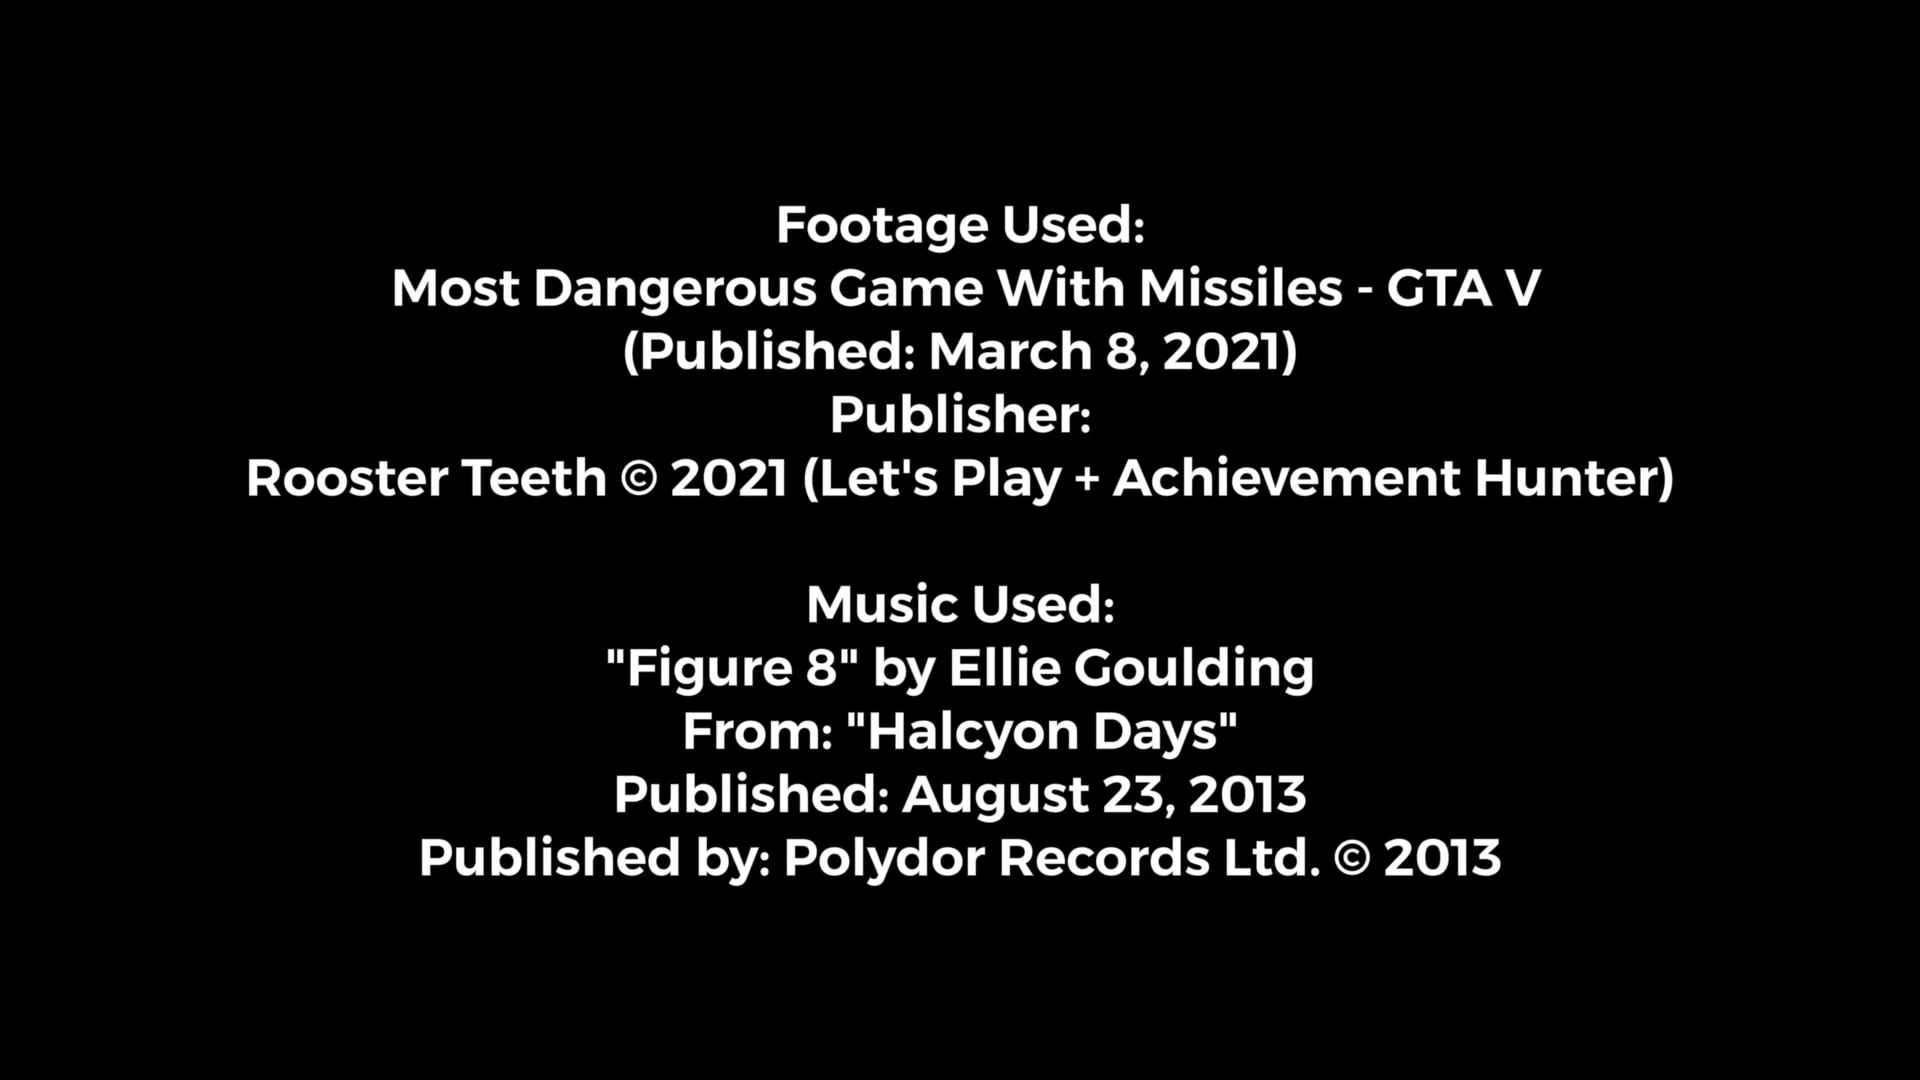 Footage Used:
Most Dangerous Game With Missiles - GTA V
(Published: March 8, 2021)
Publisher:
Rooster Teeth © 2021 (Let's Play + Achievement Hunter)
Music Used:
"Figure 8" by Ellie Goulding
From: "Halcyon Days"
Published: August 23, 2013
Published by: Polydor Records Ltd. © 2013